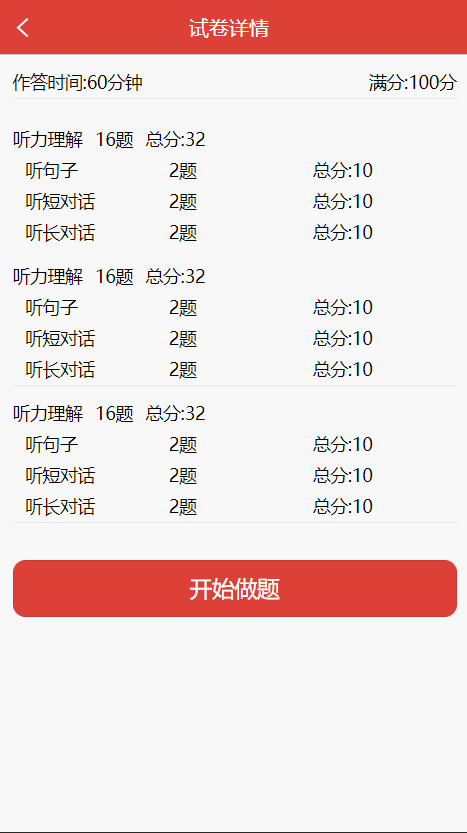 试卷详情
作答时间:60分钟 满分:100分
听力理解 16题 总分:32
听句子 2题 总分:10
听短对话 2题 总分:10
听长对话 2题 总分:10
听力理解 16题 总分:32
听句子 2题 总分:10
听短对话 2题 总分:10
听长对话 2题 总分:10
听力理解 16题 总分:32
听句子 2题 总分:10
听短对话 2题 总分:10
听长对话 2题 总分:10
开始做题